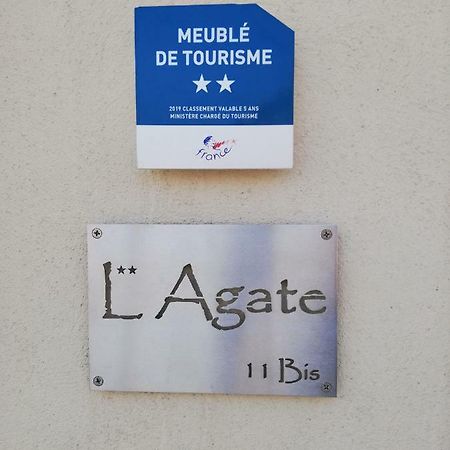 MEUBLÉ
DE TOURISME
★★
2019 CLASSEMENT VALABLE 5 ANS
MINISTÈRE CHARGÉ DU TOURISME
france
L'Agate
11 Bis